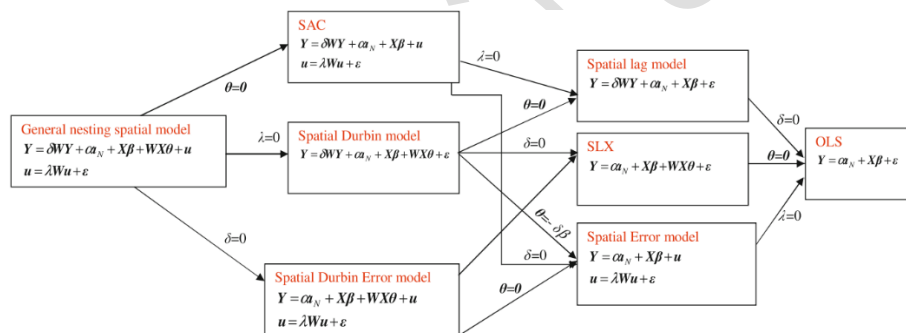 SAC
Y = δWY + αι_N + Xβ + u
u = λWu + ε
λ=0
θ=0
Spatial lag model
Y = δWY + αι_N + Xβ + ε
θ=0
δ=0
General nesting spatial model
Y = δWY + αι_N + Xβ + WXθ + u
u = λWu + ε
λ=0
Spatial Durbin model
Y = δWY + αι_N + Xβ + WXθ + ε
δ=0
SLX
Y = αι_N + Xβ + WXθ + ε
θ=0
OLS
Y = αι_N + Xβ + ε
θ=- δβ
λ=0
δ=0
Spatial Error model
Y = αι_N + Xβ + u
u = λWu + ε
δ=0
Spatial Durbin Error model
Y = αι_N + Xβ + WXθ + u
u = λWu + ε
θ=0